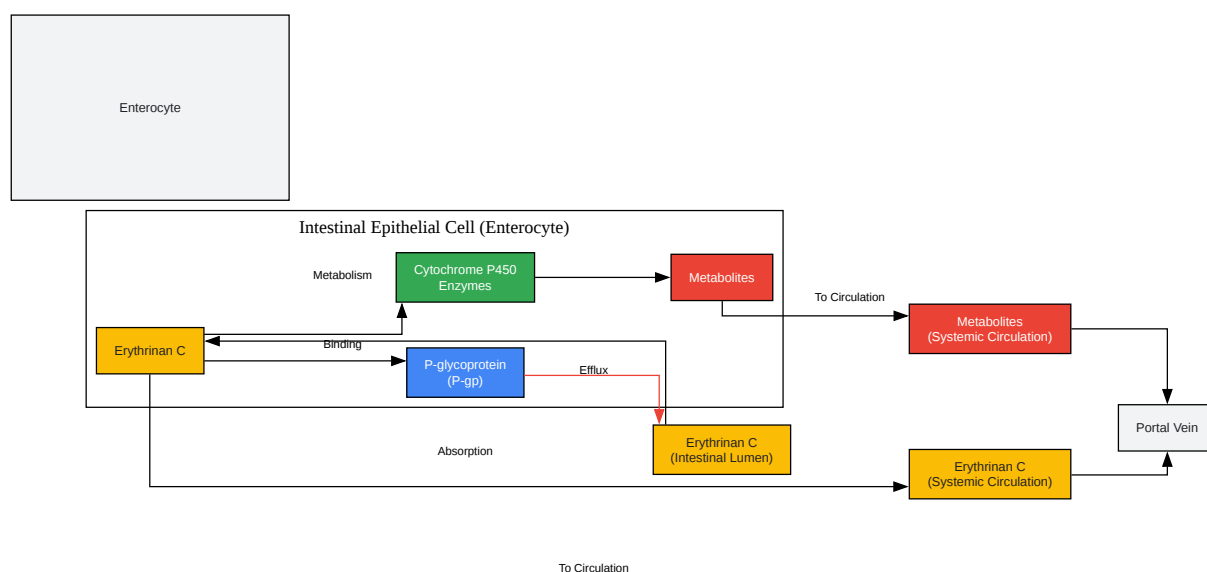 Enterocyte
Intestinal Epithelial Cell (Enterocyte)
Metabolism
Cytochrome P450
Enzymes
Metabolites
To Circulation
Metabolites
(Systemic Circulation)
Erythrinan C
Binding
P-glycoprotein
(P-gp)
Efflux
Portal Vein
Erythrinan C
(Intestinal Lumen)
Absorption
Erythrinan C
(Systemic Circulation)
To Circulation